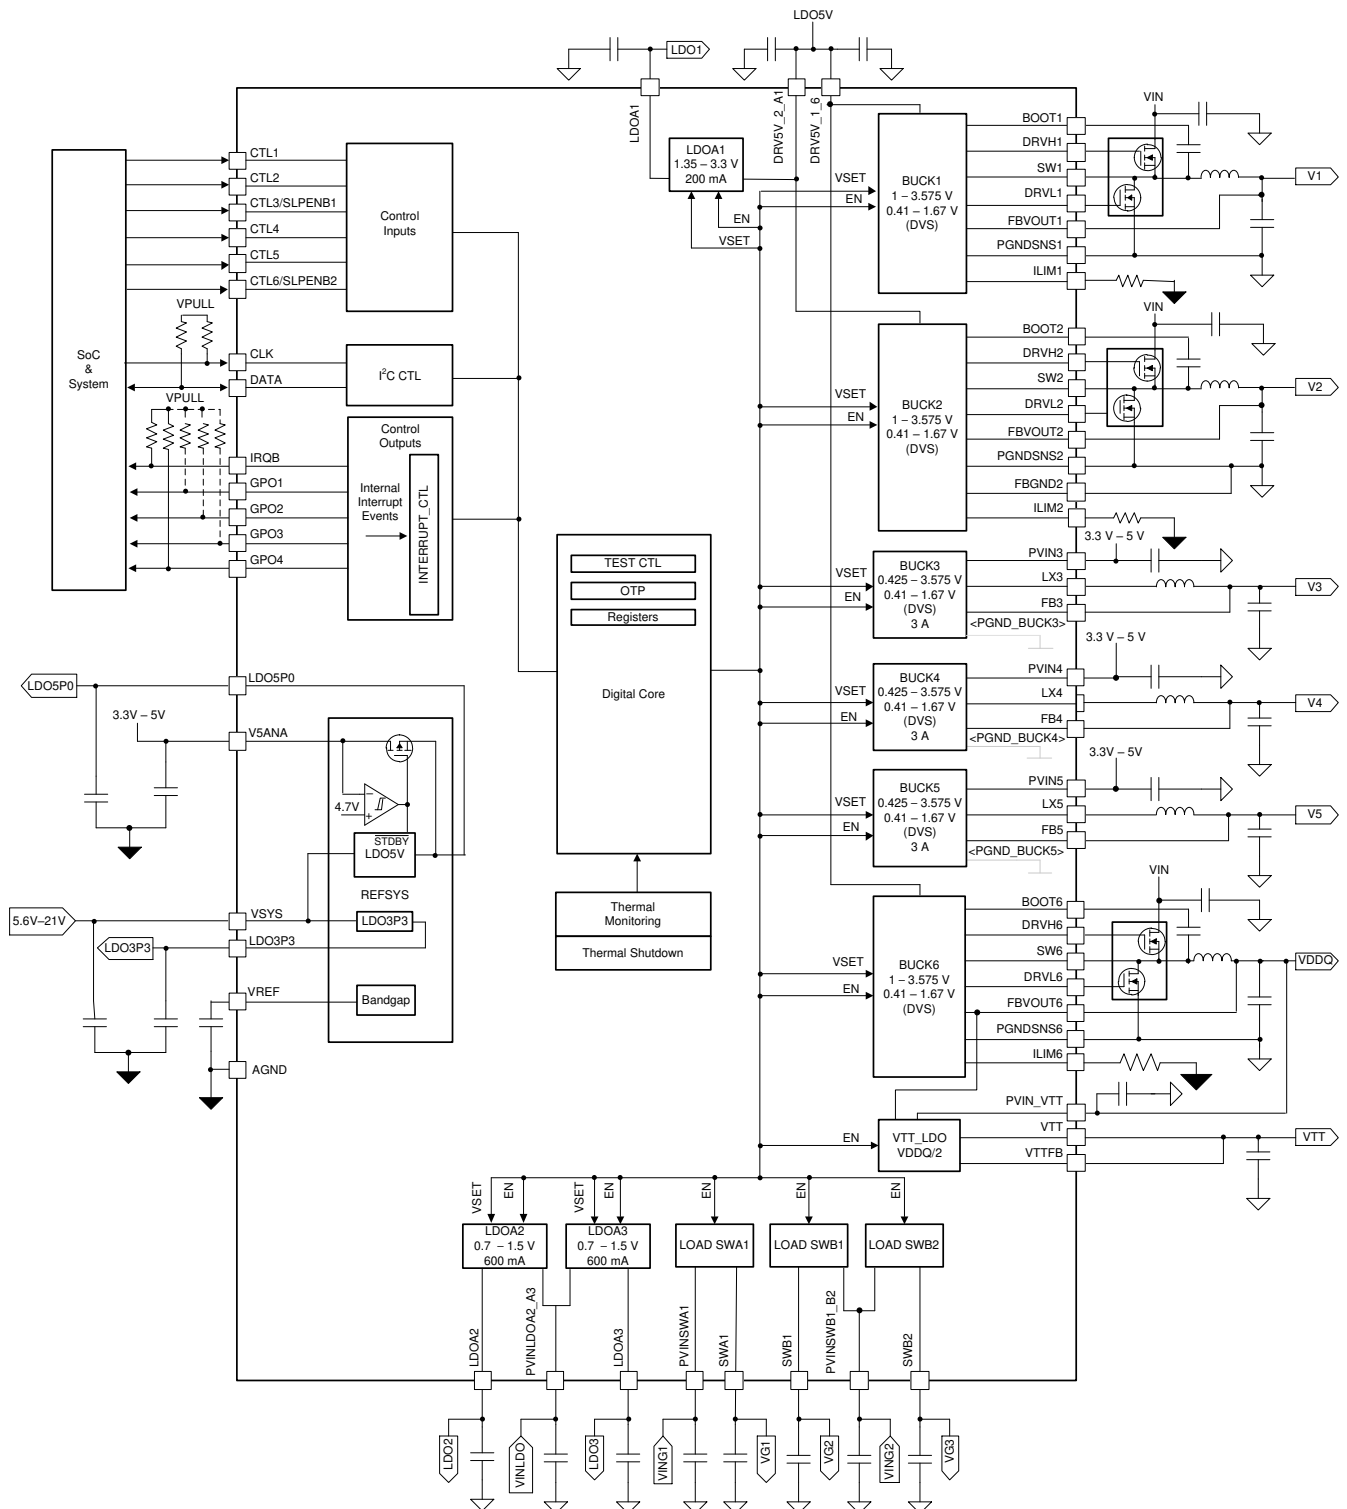 LDO5V
LDO1
LDOA1
DRV5V_2_A1
DRV5V_1_6
LDOA1
1.35 – 3.3 V
200 mA
EN
VSET
SoC
&
System
CTL1
CTL2
CTL3/SLPENB1
CTL4
CTL5
CTL6/SLPENB2
Control
Inputs
VPULL
CLK
DATA
I2C CTL
VPULL
IRQB
GPO1
GPO2
GPO3
GPO4
Control
Outputs
Internal
Interrupt
Events
INTERRUPT_CTL
TEST CTL
OTP
Registers
Digital Core
Thermal
Monitoring
Thermal Shutdown
LDO5P0
LDO5P0
3.3V – 5V
V5ANA
4.7V
STDBY
LDO5V
REFSYS
5.6V–21V
VSYS
LDO3P3
LDO3P3
LDO3P3
VREF
Bandgap
AGND
VSET
EN
BUCK1
1 – 3.575 V
0.41 – 1.67 V
(DVS)
BOOT1
DRVH1
SW1
DRVL1
FBVOUT1
PGNDSNS1
ILIM1
VIN
V1
VSET
EN
BUCK2
1 – 3.575 V
0.41 – 1.67 V
(DVS)
BOOT2
DRVH2
SW2
DRVL2
FBVOUT2
PGNDSNS2
FBGND2
ILIM2
VIN
V2
VSET
EN
BUCK3
0.425 – 3.575 V
0.41 – 1.67 V
(DVS)
3 A
3.3 V – 5 V
PVIN3
LX3
FB3
<PGND_BUCK3>
V3
VSET
EN
BUCK4
0.425 – 3.575 V
0.41 – 1.67 V
(DVS)
3 A
3.3 V – 5 V
PVIN4
LX4
FB4
<PGND_BUCK4>
V4
VSET
EN
BUCK5
0.425 – 3.575 V
0.41 – 1.67 V
(DVS)
3 A
3.3V – 5V
PVIN5
LX5
FB5
<PGND_BUCK5>
V5
VSET
EN
BUCK6
1 – 3.575 V
0.41 – 1.67 V
(DVS)
BOOT6
DRVH6
SW6
DRVL6
FBVOUT6
PGNDSNS6
ILIM6
VIN
VDDQ
PVIN_VTT
EN
VTT_LDO
VDDQ/2
VTT
VTTFB
VTT
VSET
EN
VSET
EN
EN
EN
EN
LDOA2
0.7 – 1.5 V
600 mA
LDOA3
0.7 – 1.5 V
600 mA
LOAD SWA1
LOAD SWB1
LOAD SWB2
LDOA2
PVINLDOA2_A3
LDOA3
PVINSWA1
SWA1
SWB1
PVINSWB1_B2
SWB2
LDO2
VINLDO
LDO3
VING1
VG1
VG2
VING2
VG3